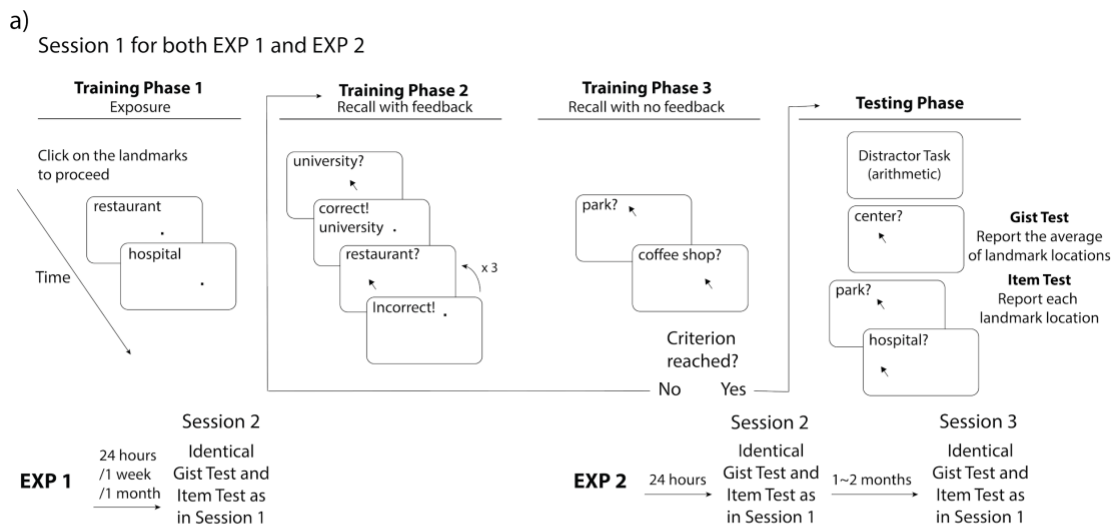 a)
Session 1 for both EXP 1 and EXP 2
Training Phase 1
Exposure
Click on the landmarks
to proceed
restaurant
hospital
Time
Training Phase 2
Recall with feedback
university?
correct!
university
restaurant?
x 3
Incorrect!
Training Phase 3
Recall with no feedback
park?
coffee shop?
Criterion
reached?
No
Yes
Testing Phase
Distractor Task
(arithmetic)
center?
Gist Test
Report the average
of landmark locations
Item Test
Report each
landmark location
park?
hospital?
EXP 1
24 hours
/1 week
/1 month
Session 2
Identical
Gist Test and
Item Test as
in Session 1
EXP 2
24 hours
Session 2
Identical
Gist Test and
Item Test as
in Session 1
1~2 months
Session 3
Identical
Gist Test and
Item Test as
in Session 1